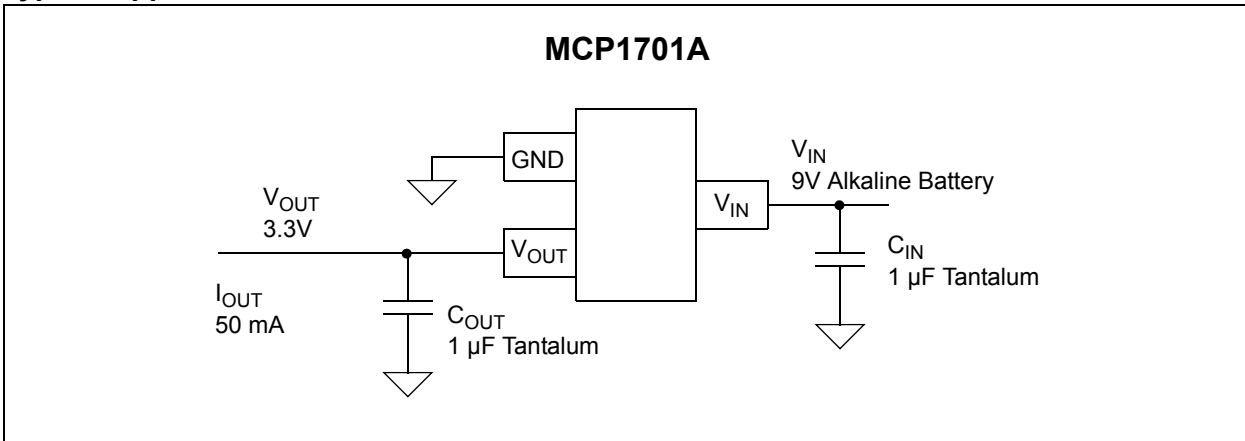 MCP1701A
GND
V_IN
9V Alkaline Battery
V_OUT
3.3V
V_IN
V_OUT
C_IN
1 µF Tantalum
I_OUT
50 mA
C_OUT
1 µF Tantalum